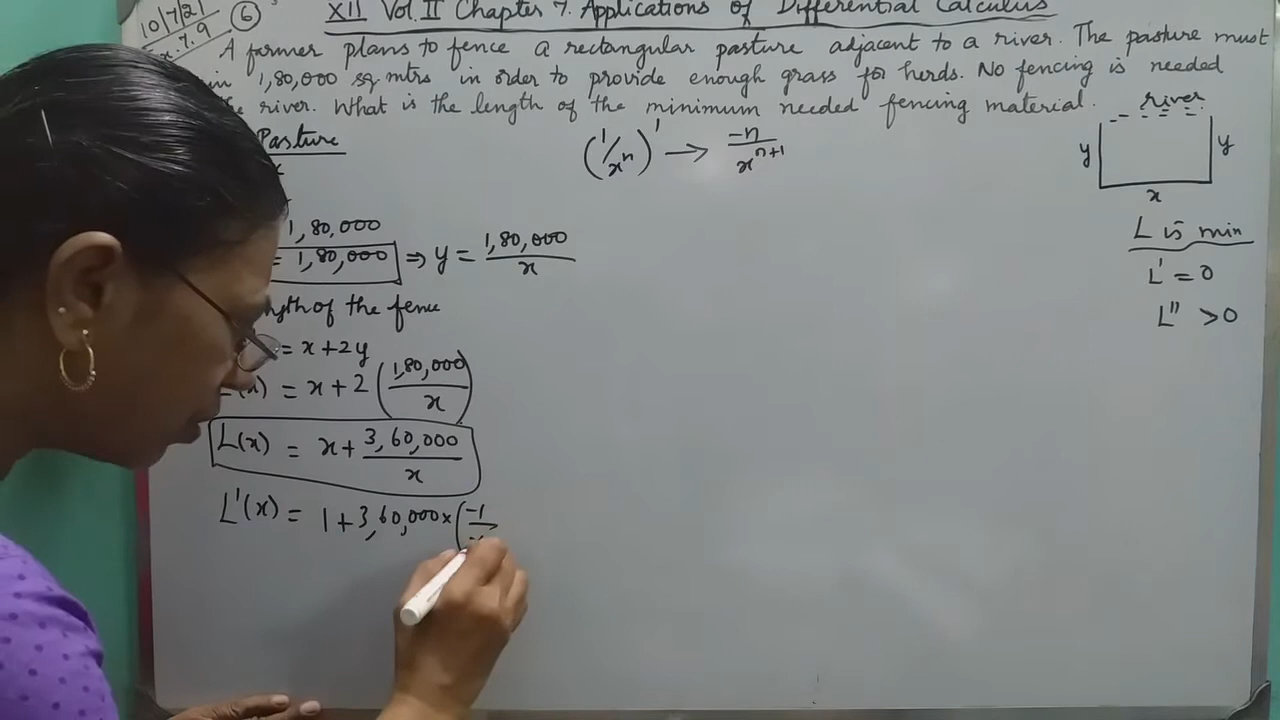 10/7/21
7.9
6
XII Vol. II Chapter 7. Applications of Differential Calculus
A farmer plans to fence a rectangular pasture adjacent to a river. The pasture must
1,80,000 sq mtrs in order to provide enough grass for herds. No fencing is needed
river. What is the length of the minimum needed fencing material.
Pasture
(1/xⁿ)' → -n/xⁿ⁺¹
river
y
y
x
1,80,000
= 1,80,000 ⇒ y = 1,80,000/x
L is min
L' = 0
L" > 0
of the fence
= x+2y
(x) = x+2 (1,80,000/x)
L(x) = x+ 3,60,000/x
L'(x) = 1+3,60,000 × (-1/